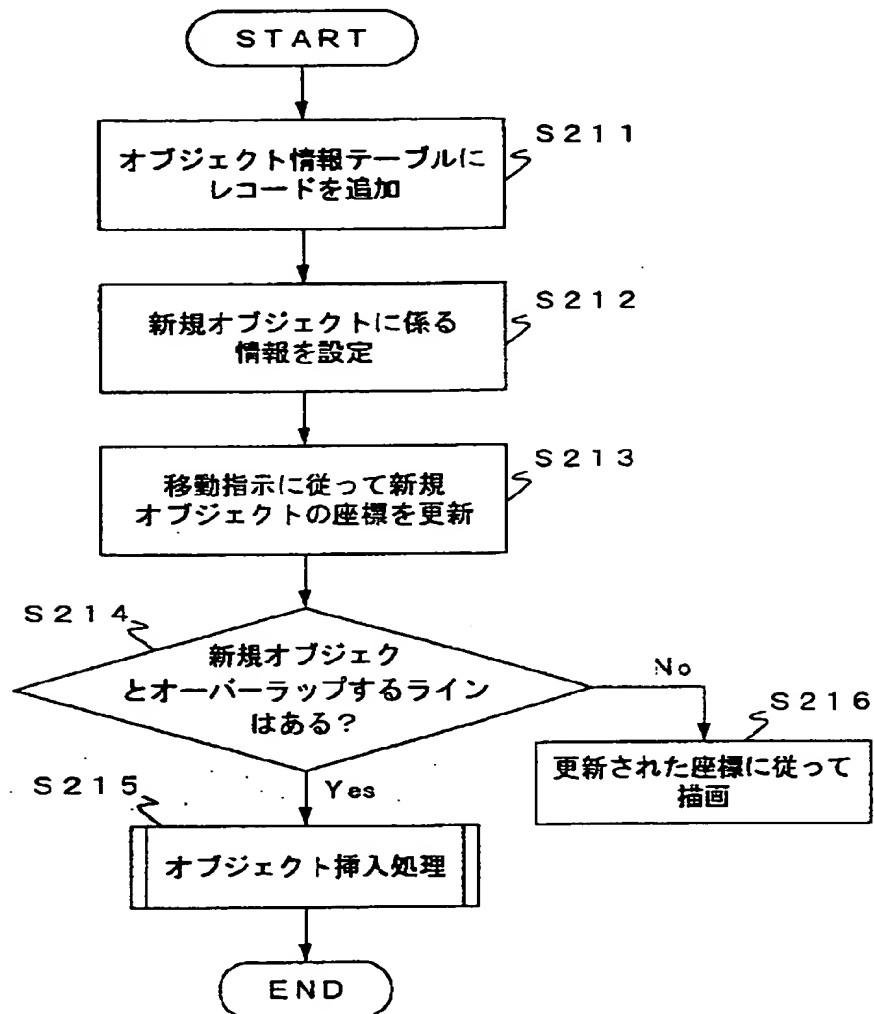 START
S211
オブジェクト情報テーブルに
レコードを追加
S212
新規オブジェクトに係る
情報を設定
S213
移動指示に従って新規
オブジェクトの座標を更新
S214
新規オブジェク
とオーバーラップするライン
はある?
No
S216
更新された座標に従って
描画
Yes
S215
オブジェクト挿入処理
END